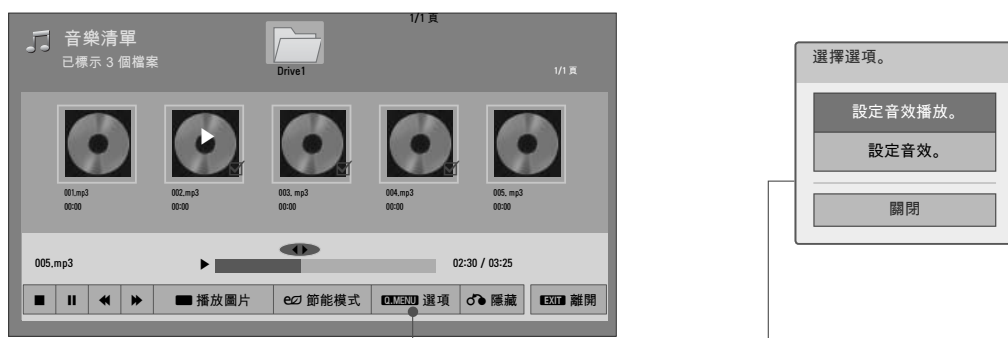 1/1 頁
音樂清單
已標示 3 個檔案
Drive1
1/1 頁
001.mp3
00:00
002.mp3
00:00
003. mp3
00:00
004.mp3
00:00
005. mp3
00:00
005.mp3
02:30 / 03:25
播放圖片
節能模式
Q.MENU 選項
隱藏
EXIT 離開
選擇選項。
設定音效播放。
設定音效。
關閉